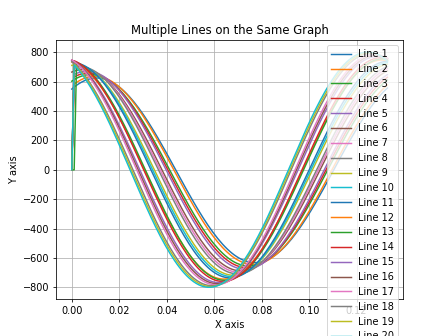 Multiple Lines on the Same Graph
Y axis
800
600
400
200
0
−200
−400
−600
−800
0.00
0.02
0.04
0.06
0.08
0.10
X axis
Line 1
Line 2
Line 3
Line 4
Line 5
Line 6
Line 7
Line 8
Line 9
Line 10
Line 11
Line 12
Line 13
Line 14
Line 15
Line 16
Line 17
Line 18
Line 19
Line 20